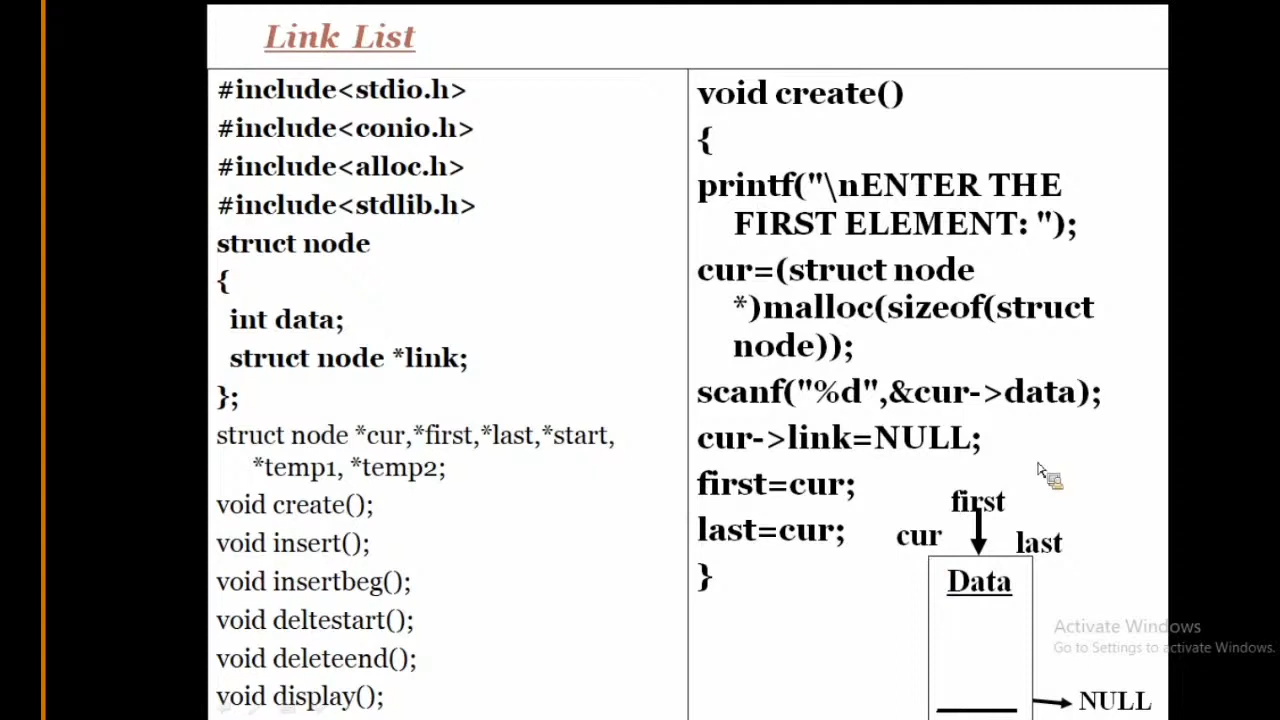 Link List
#include<stdio.h>
#include<conio.h>
#include<alloc.h>
#include<stdlib.h>
struct node
{
int data;
struct node *link;
};
struct node *cur,*first,*last,*start,
*temp1, *temp2;
void create();
void insert();
void insertbeg();
void deltestart();
void deleteend();
void display();
void create()
{
printf("\nENTER THE
FIRST ELEMENT: ");
cur=(struct node
*)malloc(sizeof(struct
node));
scanf("%d",&cur->data);
cur->link=NULL;
first=cur;
last=cur;
}
first
cur
last
Data
NULL
Activate Windows
Go to Settings to activate Windows.